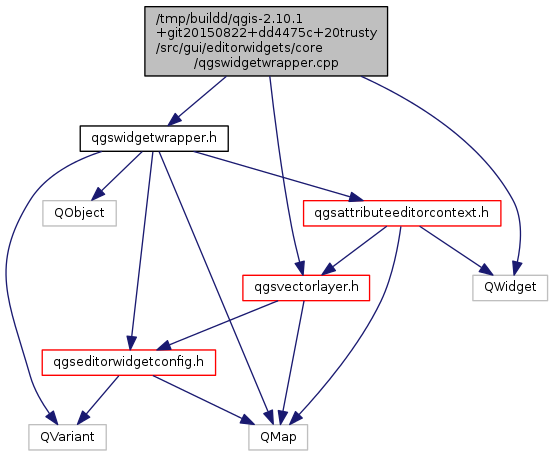 /tmp/buildd/qgis-2.10.1
+git20150822+dd4475c+20trusty
/src/gui/editorwidgets/core
/qgswidgetwrapper.cpp
qgswidgetwrapper.h
QObject
qgsattributeeditorcontext.h
qgsvectorlayer.h
QWidget
qgseditorwidgetconfig.h
QVariant
QMap